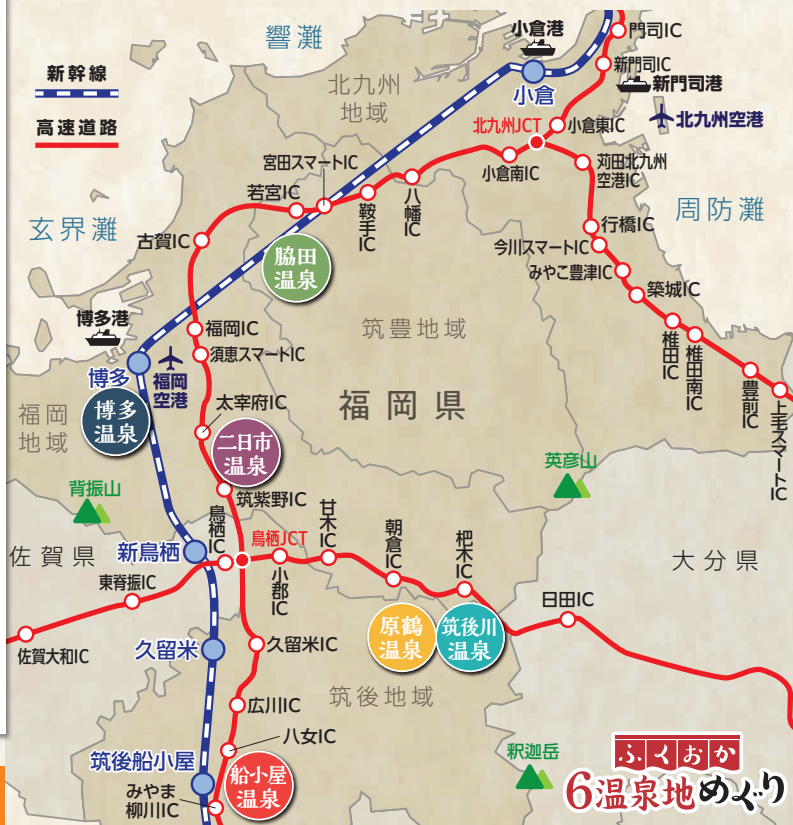 響灘
小倉港
門司IC
新幹線
高速道路
新門司IC
新門司港
小倉
北九州
地域
北九州JCT
小倉東IC
北九州空港
宮田スマートIC
小倉南IC
苅田北九州
空港IC
若宮IC
鞍手IC
八幡IC
周防灘
玄界灘
古賀IC
行橋IC
今川スマートIC
脇田
温泉
みやこ豊津IC
築城IC
博多港
福岡IC
筑豊地域
須恵スマートIC
椎田IC
椎田南IC
博多
福岡
空港
豊前IC
上毛スマートIC
福岡
地域
博多
温泉
太宰府IC
福岡県
二日市
温泉
英彦山
背振山
筑紫野IC
鳥栖IC
甘木IC
鳥栖JCT
朝倉IC
杷木IC
佐賀県
新鳥栖
大分県
小郡IC
東脊振IC
日田IC
原鶴
温泉
筑後川
温泉
佐賀大和IC
久留米
久留米IC
筑後地域
広川IC
八女IC
釈迦岳
ふくおか
筑後船小屋
船小屋
温泉
6温泉地めぐり
みやま
柳川IC